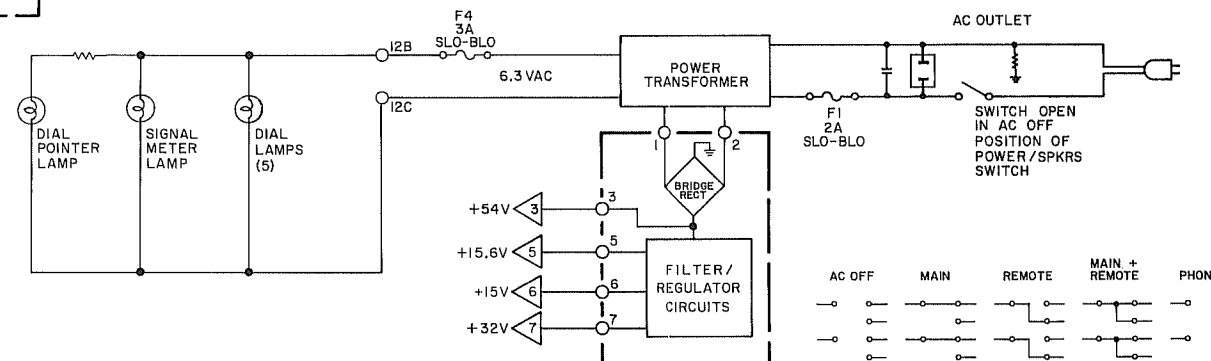 F4
3A
SLO-BLO
12B
6.3 VAC
12C
DIAL
POINTER
LAMP
SIGNAL
METER
LAMP
DIAL
LAMPS
(5)
POWER
TRANSFORMER
AC OUTLET
F1
2A
SLO-BLO
SWITCH OPEN
IN AC OFF
POSITION OF
POWER/SPKRS
SWITCH
1
2
BRIDGE
RECT
+54V
3
3
+15.6V
5
5
+15V
6
6
+32V
7
7
FILTER/
REGULATOR
CIRCUITS
AC OFF
MAIN
REMOTE
MAIN +
REMOTE
PHON